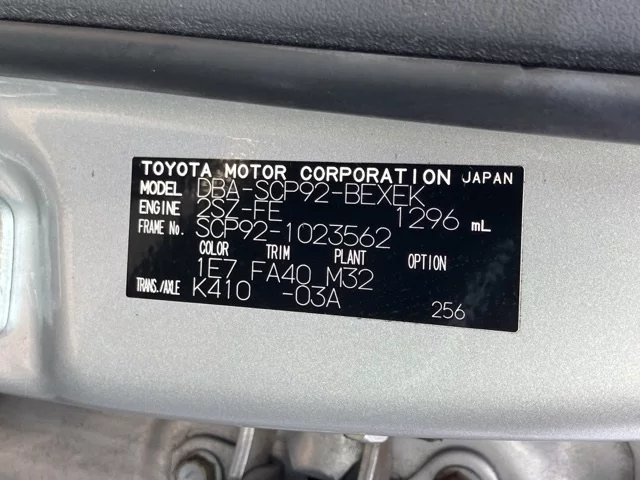 TOYOTA MOTOR CORPORATION JAPAN
MODEL DBA-SCP92-BEXEK
ENGINE 2SZ-FE 1296 mL
FRAME No. SCP92-1023562
COLOR TRIM PLANT OPTION
1E7 FA40 M32
TRANS./AXLE K410 -03A 256